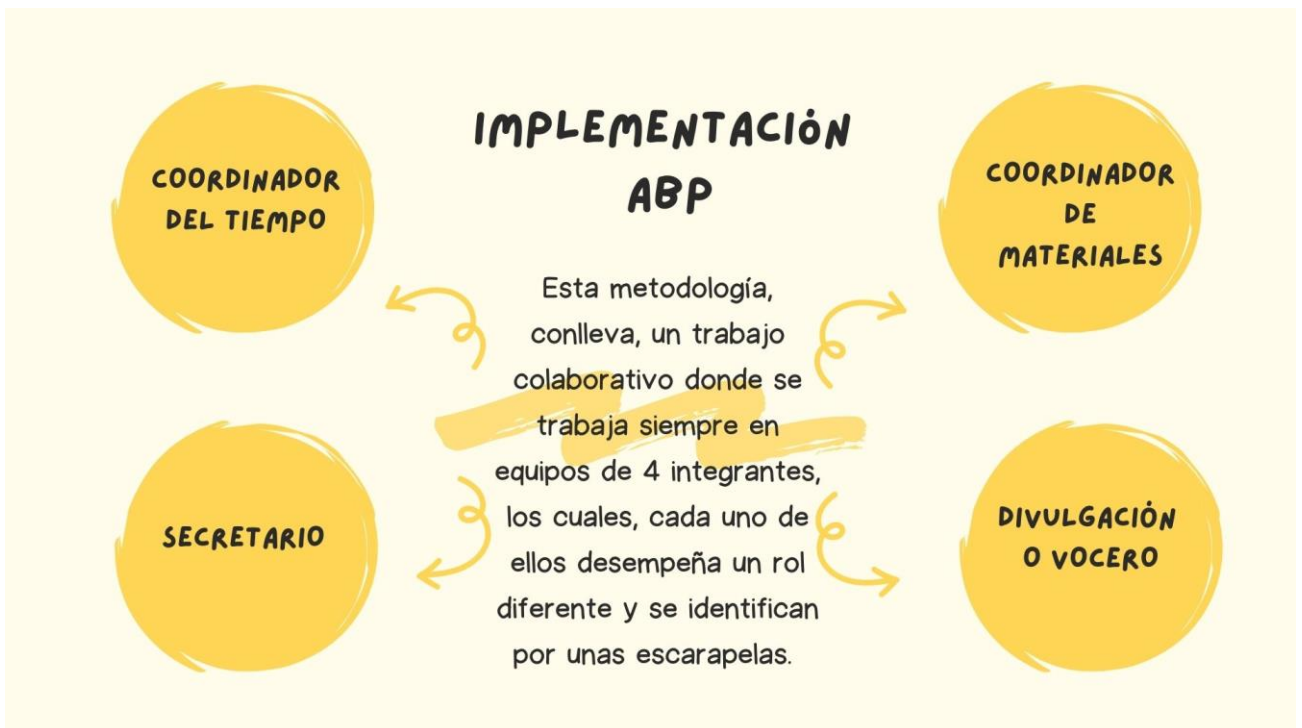 IMPLEMENTACIÓN
ABP
COORDINADOR
DEL TIEMPO
COORDINADOR
DE
MATERIALES
Esta metodología,
conlleva, un trabajo
colaborativo donde se
trabaja siempre en
equipos de 4 integrantes,
los cuales, cada uno de
ellos desempeña un rol
diferente y se identifican
por unas escarapelas.
SECRETARIO
DIVULGACIÓN
O VOCERO